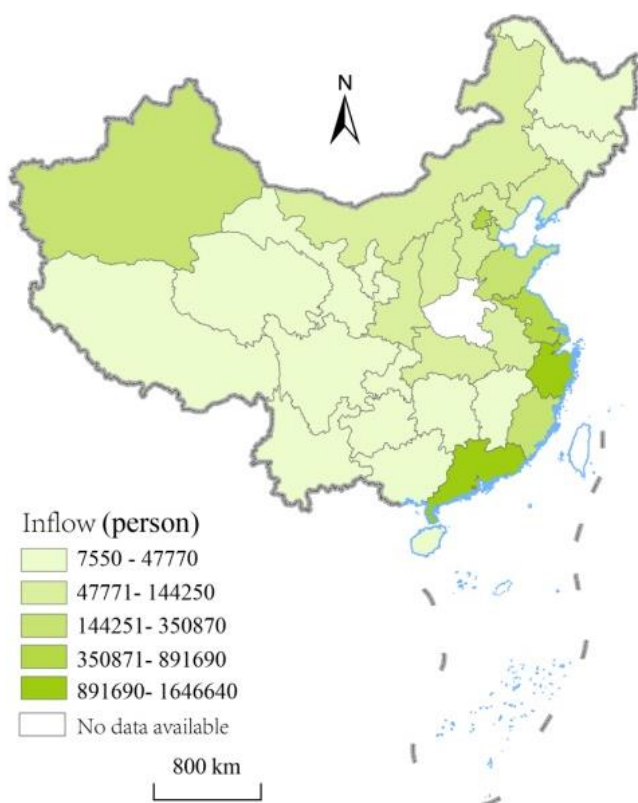 N
Inflow (person)
7550 - 47770
47771- 144250
144251- 350870
350871- 891690
891690- 1646640
No data available
800 km